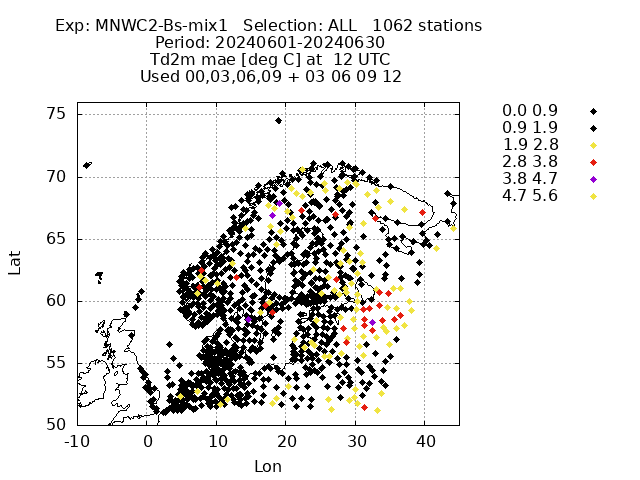 Exp: MNWC2-Bs-mix1   Selection: ALL   1062 stations
Period: 20240601-20240630
Td2m mae [deg C] at  12 UTC
Used 00,03,06,09 + 03 06 09 12
0.0 0.9
0.9 1.9
1.9 2.8
2.8 3.8
3.8 4.7
4.7 5.6
75
70
65
60
55
50
Lat
-10 0 10 20 30 40
Lon